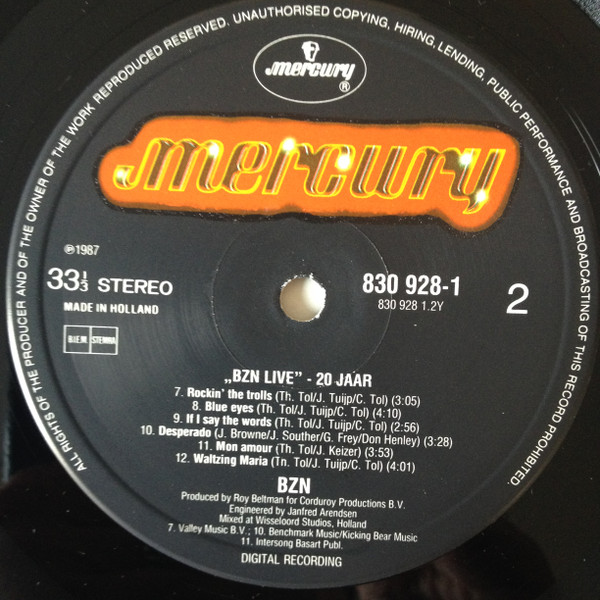 ALL RIGHTS OF THE PRODUCER AND OF THE OWNER OF THE WORK REPRODUCED RESERVED. UNAUTHORISED COPYING, HIRING, LENDING, PUBLIC PERFORMANCE AND BROADCASTING OF THIS RECORD PROHIBITED.
mercury
®
mercury
℗1987
33 1/3 STEREO
MADE IN HOLLAND
B.I.E.M. STEMRA
830 928-1
830 928 1.2Y
2
„BZN LIVE” - 20 JAAR
7. Rockin' the trolls (Th. Tol/J. Tuijp/C. Tol) (3:05)
8. Blue eyes (Th. Tol/J. Tuijp/C. Tol) (4:10)
9. If I say the words (Th. Tol/J. Tuijp/C. Tol) (2:56)
10. Desperado (J. Browne/J. Souther/G. Frey/Don Henley) (3:28)
11. Mon amour (Th. Tol/J. Keizer) (3:53)
12. Waltzing Maria (Tn. Tol/J. Tuijp/C. Tol) (4:01)
BZN
Produced by Roy Beltman for Corduroy Productions B.V.
Engineered by Janfred Arendsen
Mixed at Wisseloord Studios, Holland
7. Valley Music B.V.; 10. Benchmark Music/Kicking Bear Music
11. Intersong Basart Publ.
DIGITAL RECORDING